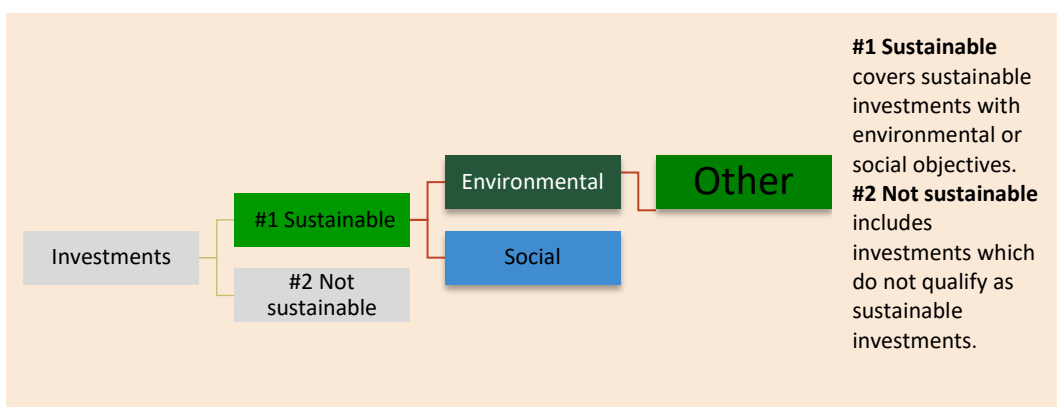 Investments
#1 Sustainable
#2 Not
sustainable
Environmental
Social
Other
#1 Sustainable
covers sustainable
investments with
environmental or
social objectives.
#2 Not sustainable
includes
investments which
do not qualify as
sustainable
investments.